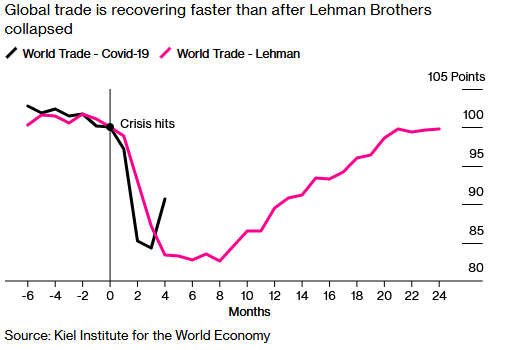 Global trade is recovering faster than after Lehman Brothers
collapsed
World Trade - Covid-19 World Trade - Lehman
105 Points
Crisis hits
100
95
90
85
80
-6 -4 -2 0 2 4 6 8 10 12 14 16 18 20 22 24
Months
Source: Kiel Institute for the World Economy